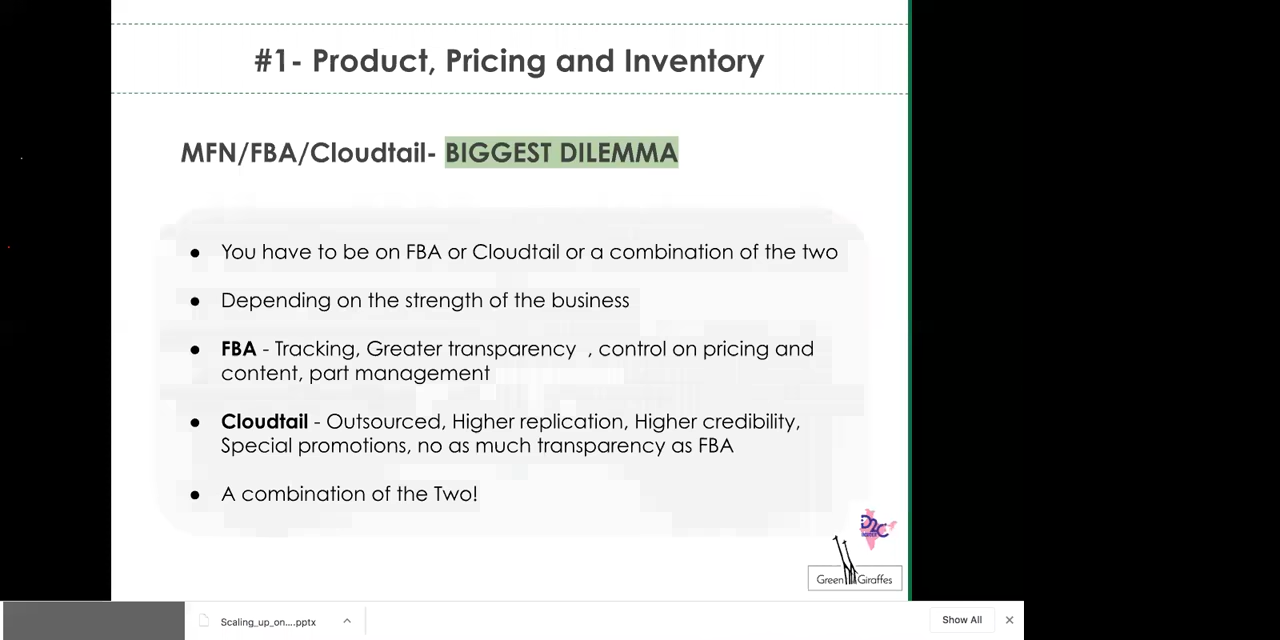 #1- Product, Pricing and Inventory
MFN/FBA/Cloudtail- BIGGEST DILEMMA
● You have to be on FBA or Cloudtail or a combination of the two
● Depending on the strength of the business
● FBA - Tracking, Greater transparency , control on pricing and
content, part management
● Cloudtail - Outsourced, Higher replication, Higher credibility,
Special promotions, no as much transparency as FBA
● A combination of the Two!
D2C
Green Giraffes
Scaling_up_on....pptx
Show All